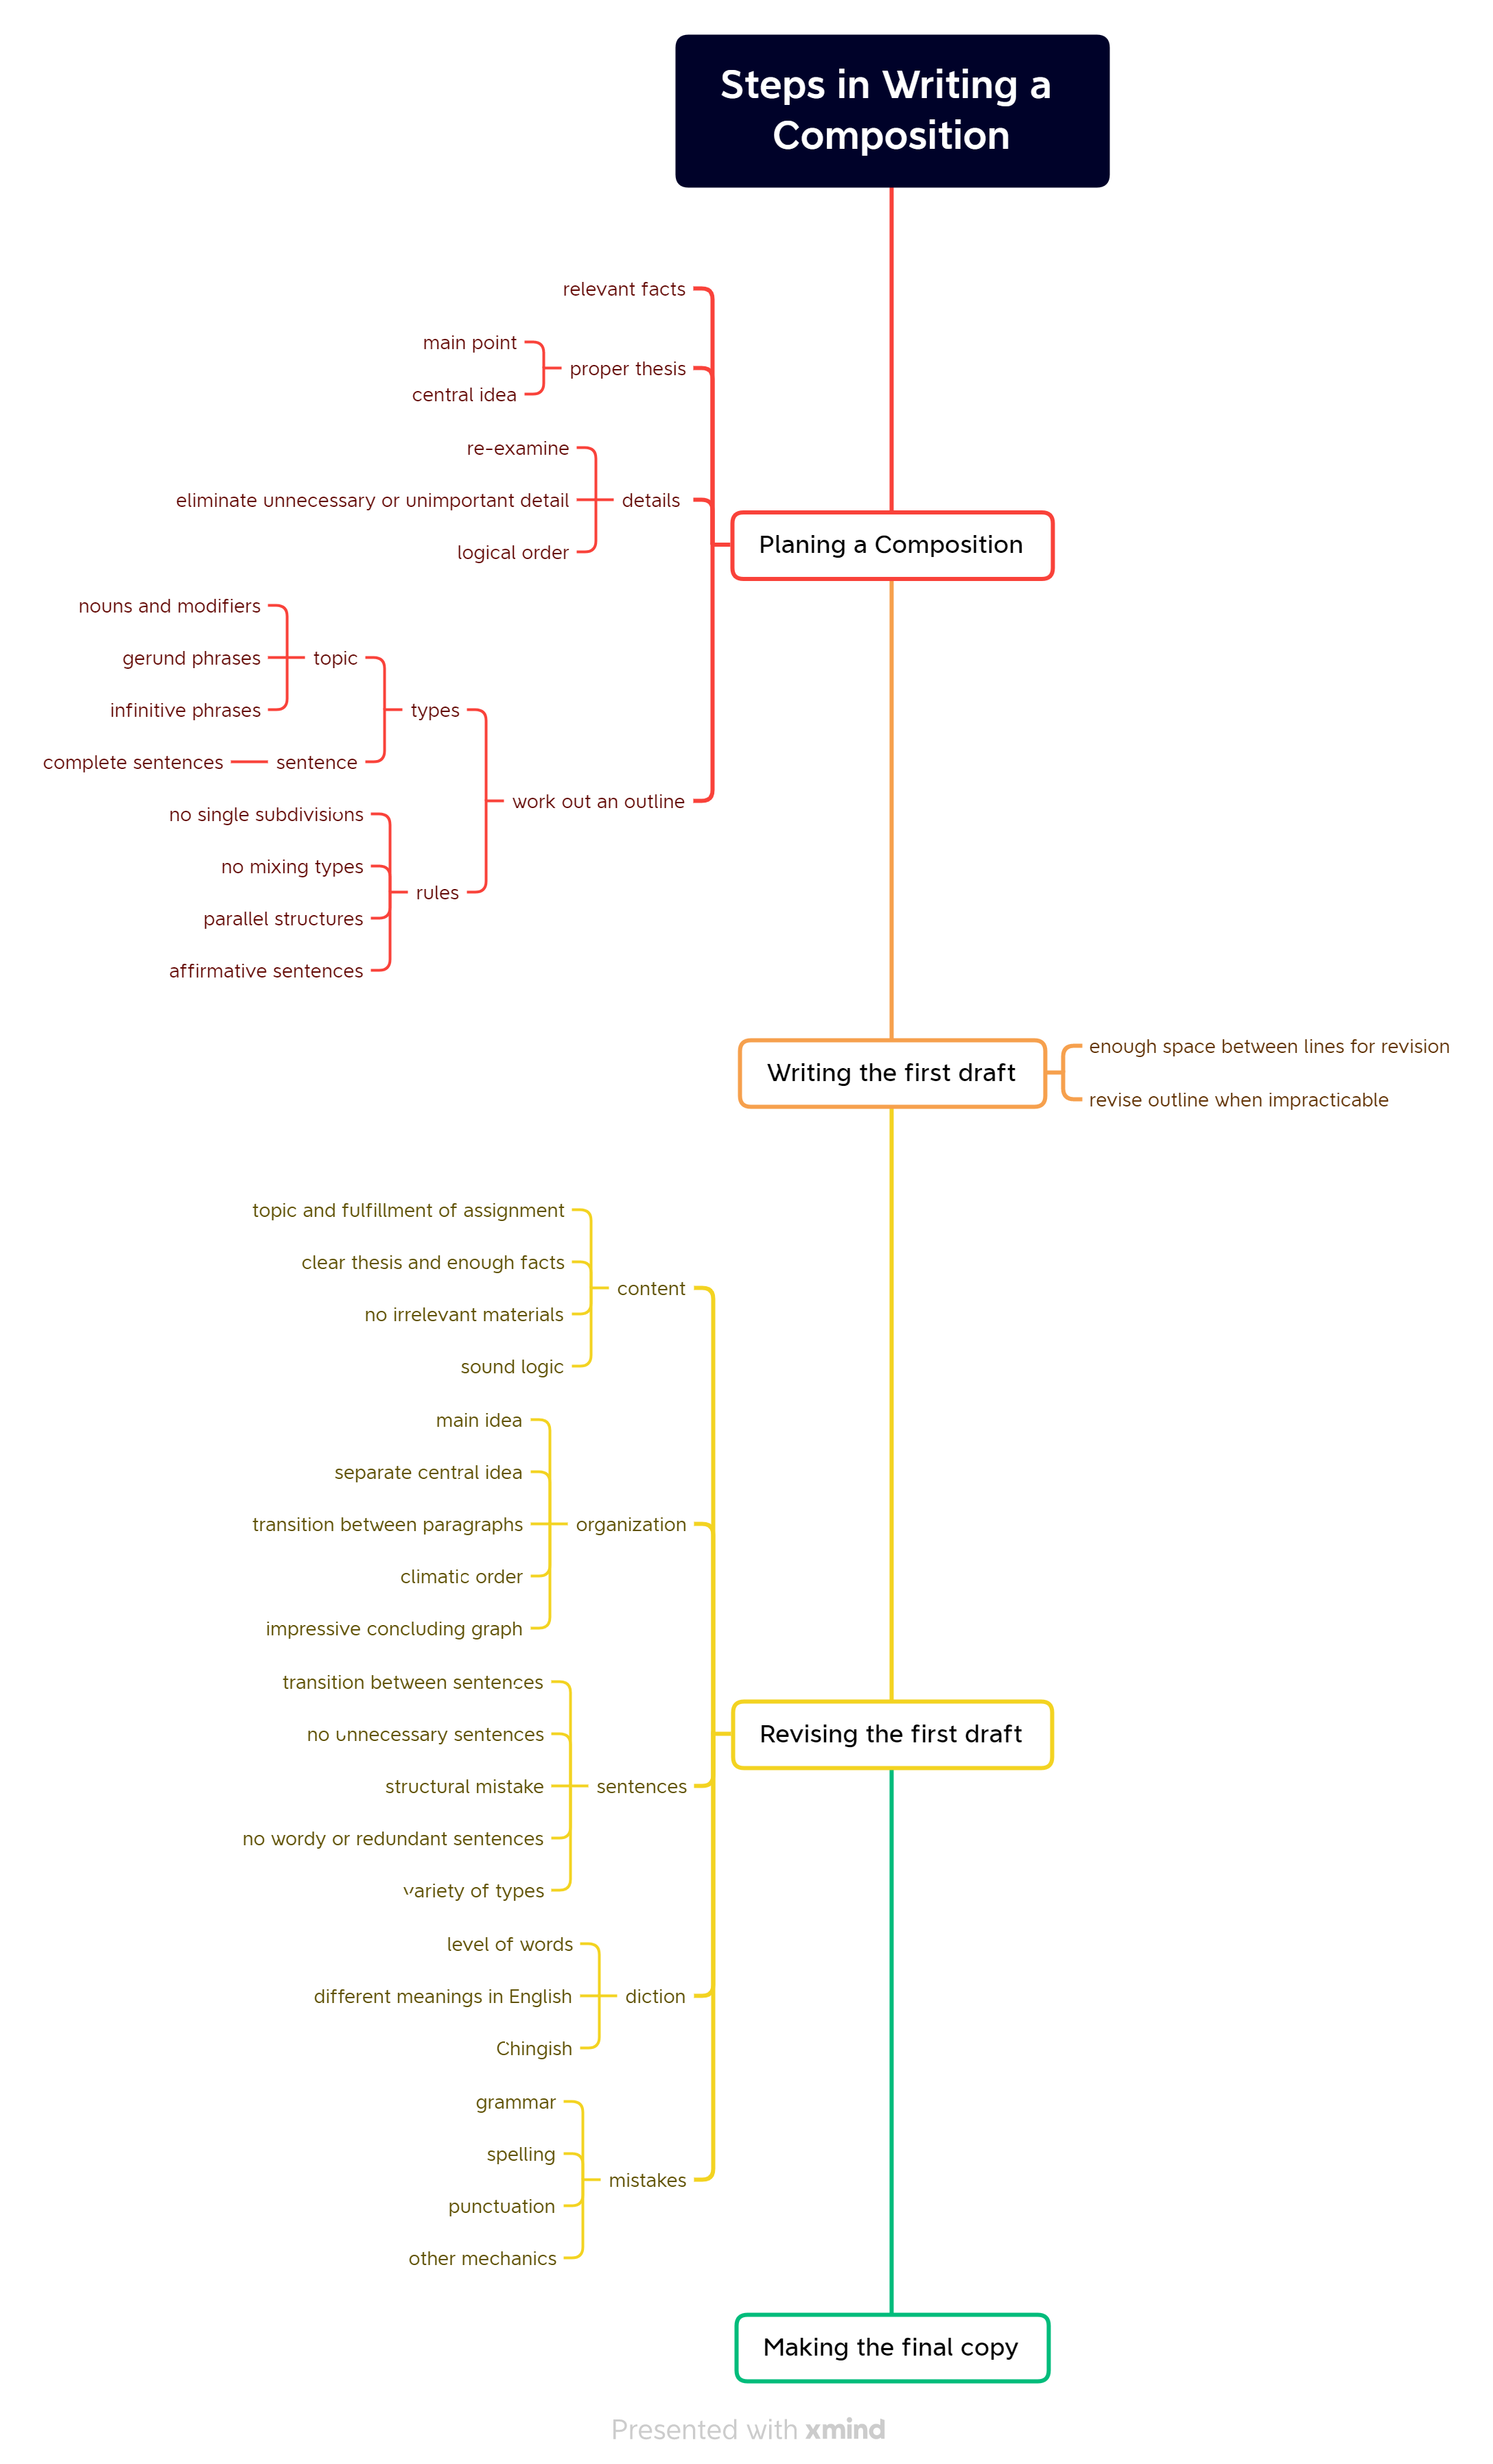 Steps in Writing a
Composition
relevant facts
main point
proper thesis
central idea
re-examine
eliminate unnecessary or unimportant detail
details
logical order
Planing a Composition
nouns and modifiers
gerund phrases
topic
infinitive phrases
types
complete sentences
sentence
work out an outline
no single subdivisions
no mixing types
rules
parallel structures
affirmative sentences
Writing the first draft
enough space between lines for revision
revise outline when impracticable
topic and fulfillment of assignment
clear thesis and enough facts
content
no irrelevant materials
sound logic
main idea
separate central idea
transition between paragraphs
organization
climatic order
impressive concluding graph
transition between sentences
no unnecessary sentences
Revising the first draft
structural mistake
sentences
no wordy or redundant sentences
variety of types
level of words
different meanings in English
diction
Chingish
grammar
spelling
mistakes
punctuation
other mechanics
Making the final copy
Presented with xmind